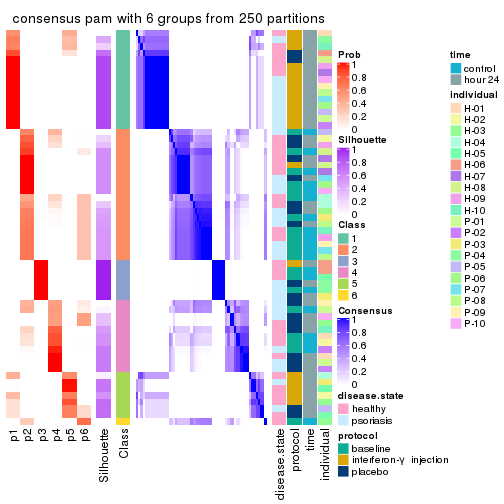 consensus pam with 6 groups from 250 partitions
Prob
1
0.8
0.6
0.4
0.2
0
Silhouette
1
0.8
0.6
0.4
0.2
0
Class
1
2
3
4
5
6
Consensus
1
0.8
0.6
0.4
0.2
0
disease.state
healthy
psoriasis
protocol
baseline
interferon-γ injection
placebo
time
control
hour 24
individual
H-01
H-02
H-03
H-04
H-05
H-06
H-07
H-08
H-09
H-10
P-01
P-02
P-03
P-04
P-05
P-06
P-07
P-08
P-09
P-10
p1
p2
p3
p4
p5
p6
Silhouette
Class
disease.state
protocol
time
individual